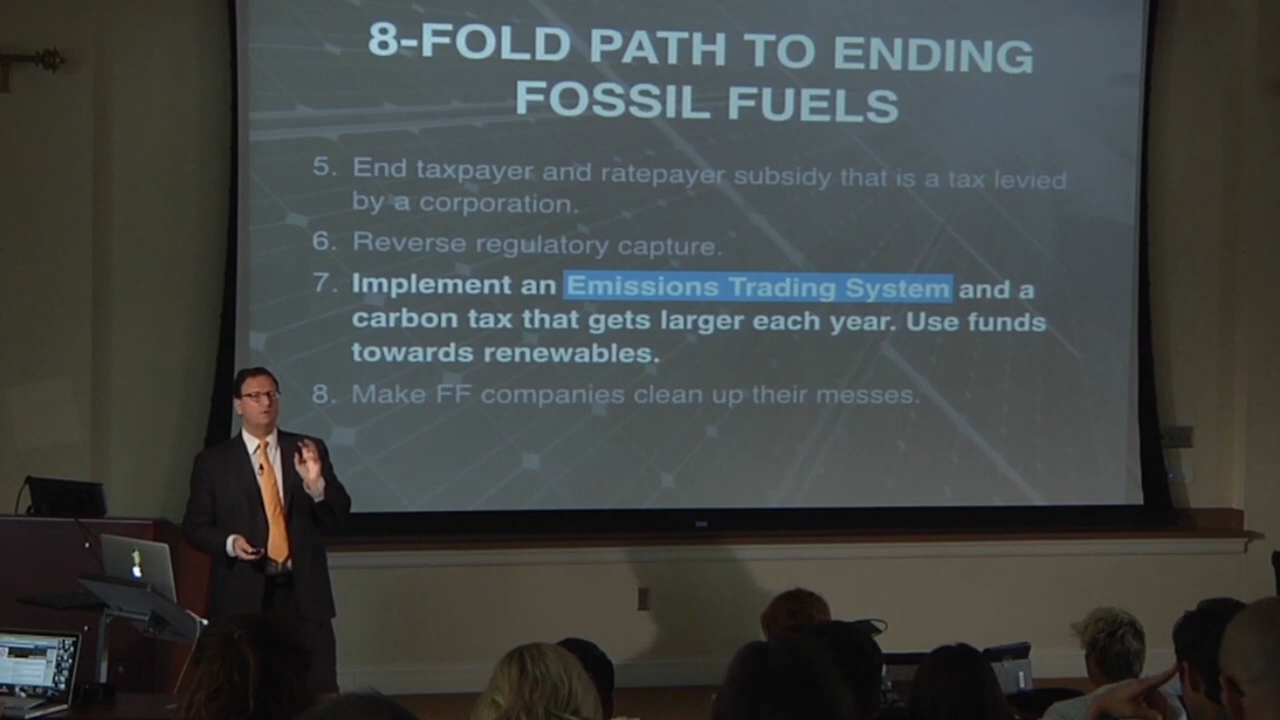 8-FOLD PATH TO ENDING
FOSSIL FUELS
5. End taxpayer and ratepayer subsidy that is a tax levied
by a corporation.
6. Reverse regulatory capture.
7. Implement an Emissions Trading System and a
carbon tax that gets larger each year. Use funds
towards renewables.
8. Make FF companies clean up their messes.